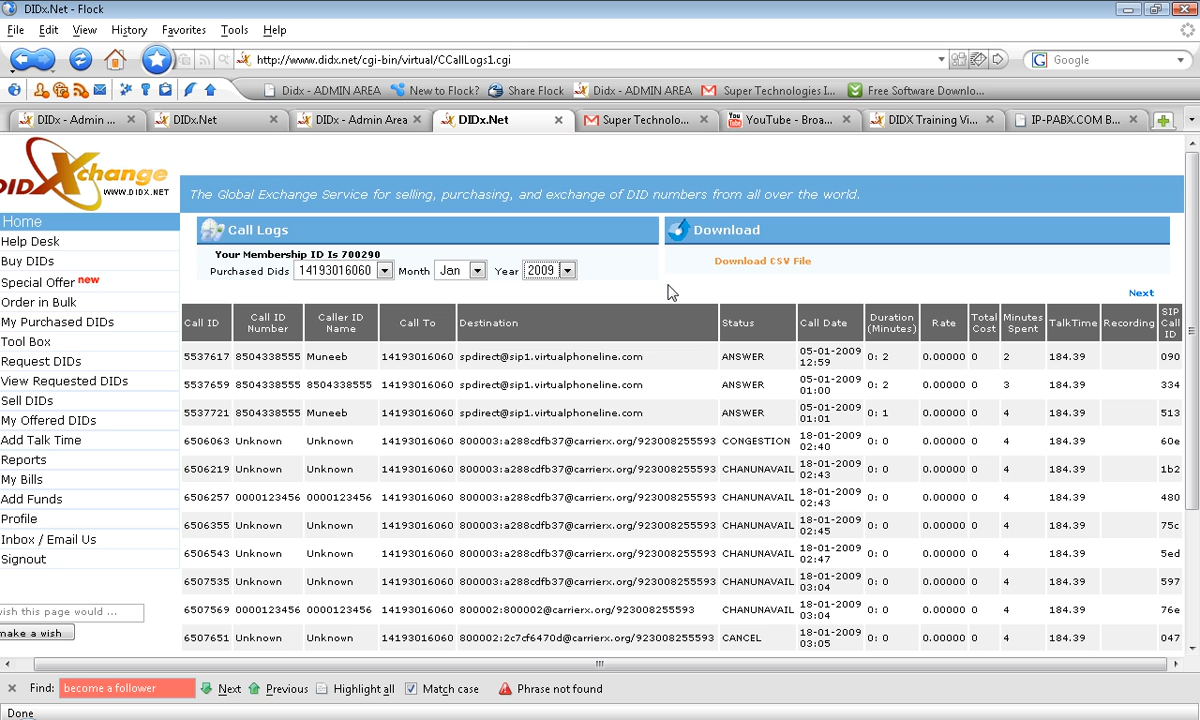 DIDx.Net - Flock
File Edit View History Favorites Tools Help
http://www.didx.net/cgi-bin/virtual/CCallLogs1.cgi
Google
Didx - ADMIN AREA New to Flock? Share Flock Didx - ADMIN AREA Super Technologies I... Free Software Downlo...
DIDx - Admin ... DIDx.Net DIDx - Admin Area DIDx.Net Super Technolo... YouTube - Broa... DIDX Training Vi... IP-PABX.COM B...
DIDXchange
WWW.DIDX.NET
The Global Exchange Service for selling, purchasing, and exchange of DID numbers from all over the world.
Home
Help Desk
Buy DIDs
Special Offer new
Order in Bulk
My Purchased DIDs
Tool Box
Request DIDs
View Requested DIDs
Sell DIDs
My Offered DIDs
Add Talk Time
Reports
My Bills
Add Funds
Profile
Inbox / Email Us
Signout
wish this page would ...
make a wish
Call Logs
Your Membership ID Is 700290
Purchased Dids 14193016060 Month Jan Year 2009
Download
Download CSV File
Next
Call ID Call ID Number Caller ID Name Call To Destination Status Call Date Duration (Minutes) Rate Total Cost Minutes Spent TalkTime Recording SIP Call ID
5537617 8504338555 Muneeb 14193016060 spdirect@sip1.virtualphoneline.com ANSWER 05-01-2009 12:59 0: 2 0.00000 0 2 184.39 090
5537659 8504338555 8504338555 14193016060 spdirect@sip1.virtualphoneline.com ANSWER 05-01-2009 01:00 0: 2 0.00000 0 3 184.39 334
5537721 8504338555 Muneeb 14193016060 spdirect@sip1.virtualphoneline.com ANSWER 05-01-2009 01:01 0: 1 0.00000 0 4 184.39 513
6506063 Unknown Unknown 14193016060 800003:a288cdfb37@carrierx.org/923008255593 CONGESTION 18-01-2009 02:40 0: 0 0.00000 0 4 184.39 60e
6506219 Unknown Unknown 14193016060 800003:a288cdfb37@carrierx.org/923008255593 CHANUNAVAIL 18-01-2009 02:43 0: 0 0.00000 0 4 184.39 1b2
6506257 0000123456 0000123456 14193016060 800003:a288cdfb37@carrierx.org/923008255593 CHANUNAVAIL 18-01-2009 02:43 0: 0 0.00000 0 4 184.39 480
6506355 Unknown Unknown 14193016060 800003:a288cdfb37@carrierx.org/923008255593 CHANUNAVAIL 18-01-2009 02:45 0: 0 0.00000 0 4 184.39 75c
6506543 Unknown Unknown 14193016060 800003:a288cdfb37@carrierx.org/923008255593 CHANUNAVAIL 18-01-2009 02:47 0: 0 0.00000 0 4 184.39 5ed
6507535 Unknown Unknown 14193016060 800003:a288cdfb37@carrierx.org/923008255593 CHANUNAVAIL 18-01-2009 03:04 0: 0 0.00000 0 4 184.39 597
6507569 0000123456 0000123456 14193016060 800002:800002@carrierx.org/923008255593 CHANUNAVAIL 18-01-2009 03:04 0: 0 0.00000 0 4 184.39 76e
6507651 Unknown Unknown 14193016060 800002:2c7cf6470d@carrierx.org/923008255593 CANCEL 18-01-2009 03:05 0: 0 0.00000 0 4 184.39 047
Find: become a follower Next Previous Highlight all Match case Phrase not found
Done